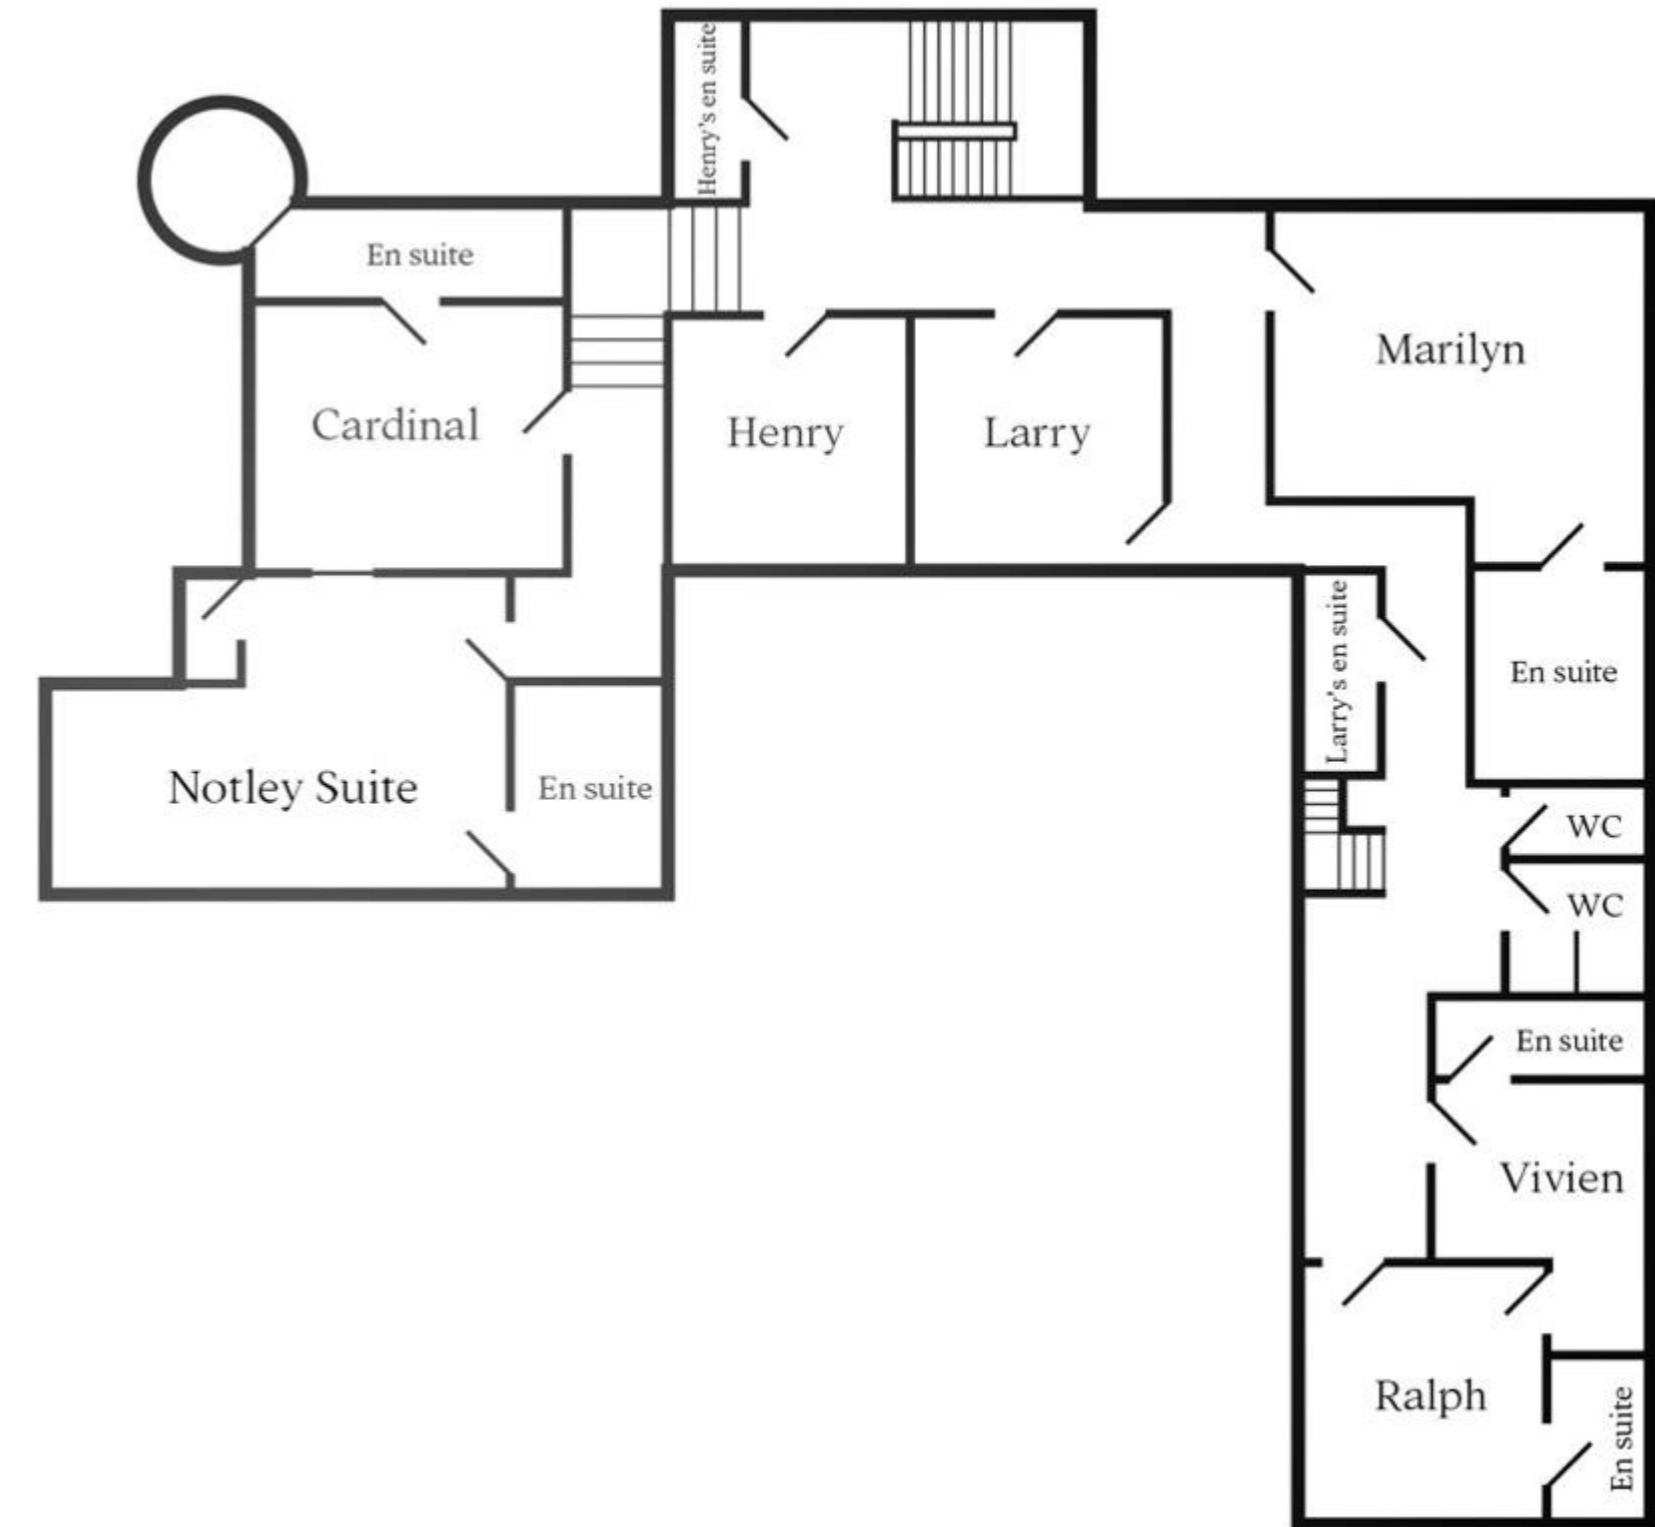 Henry's en suite
En suite
Marilyn
Cardinal
Henry
Larry
Larry's en suite
En suite
Notley Suite
En suite
WC
WC
En suite
Vivien
Ralph
En suite